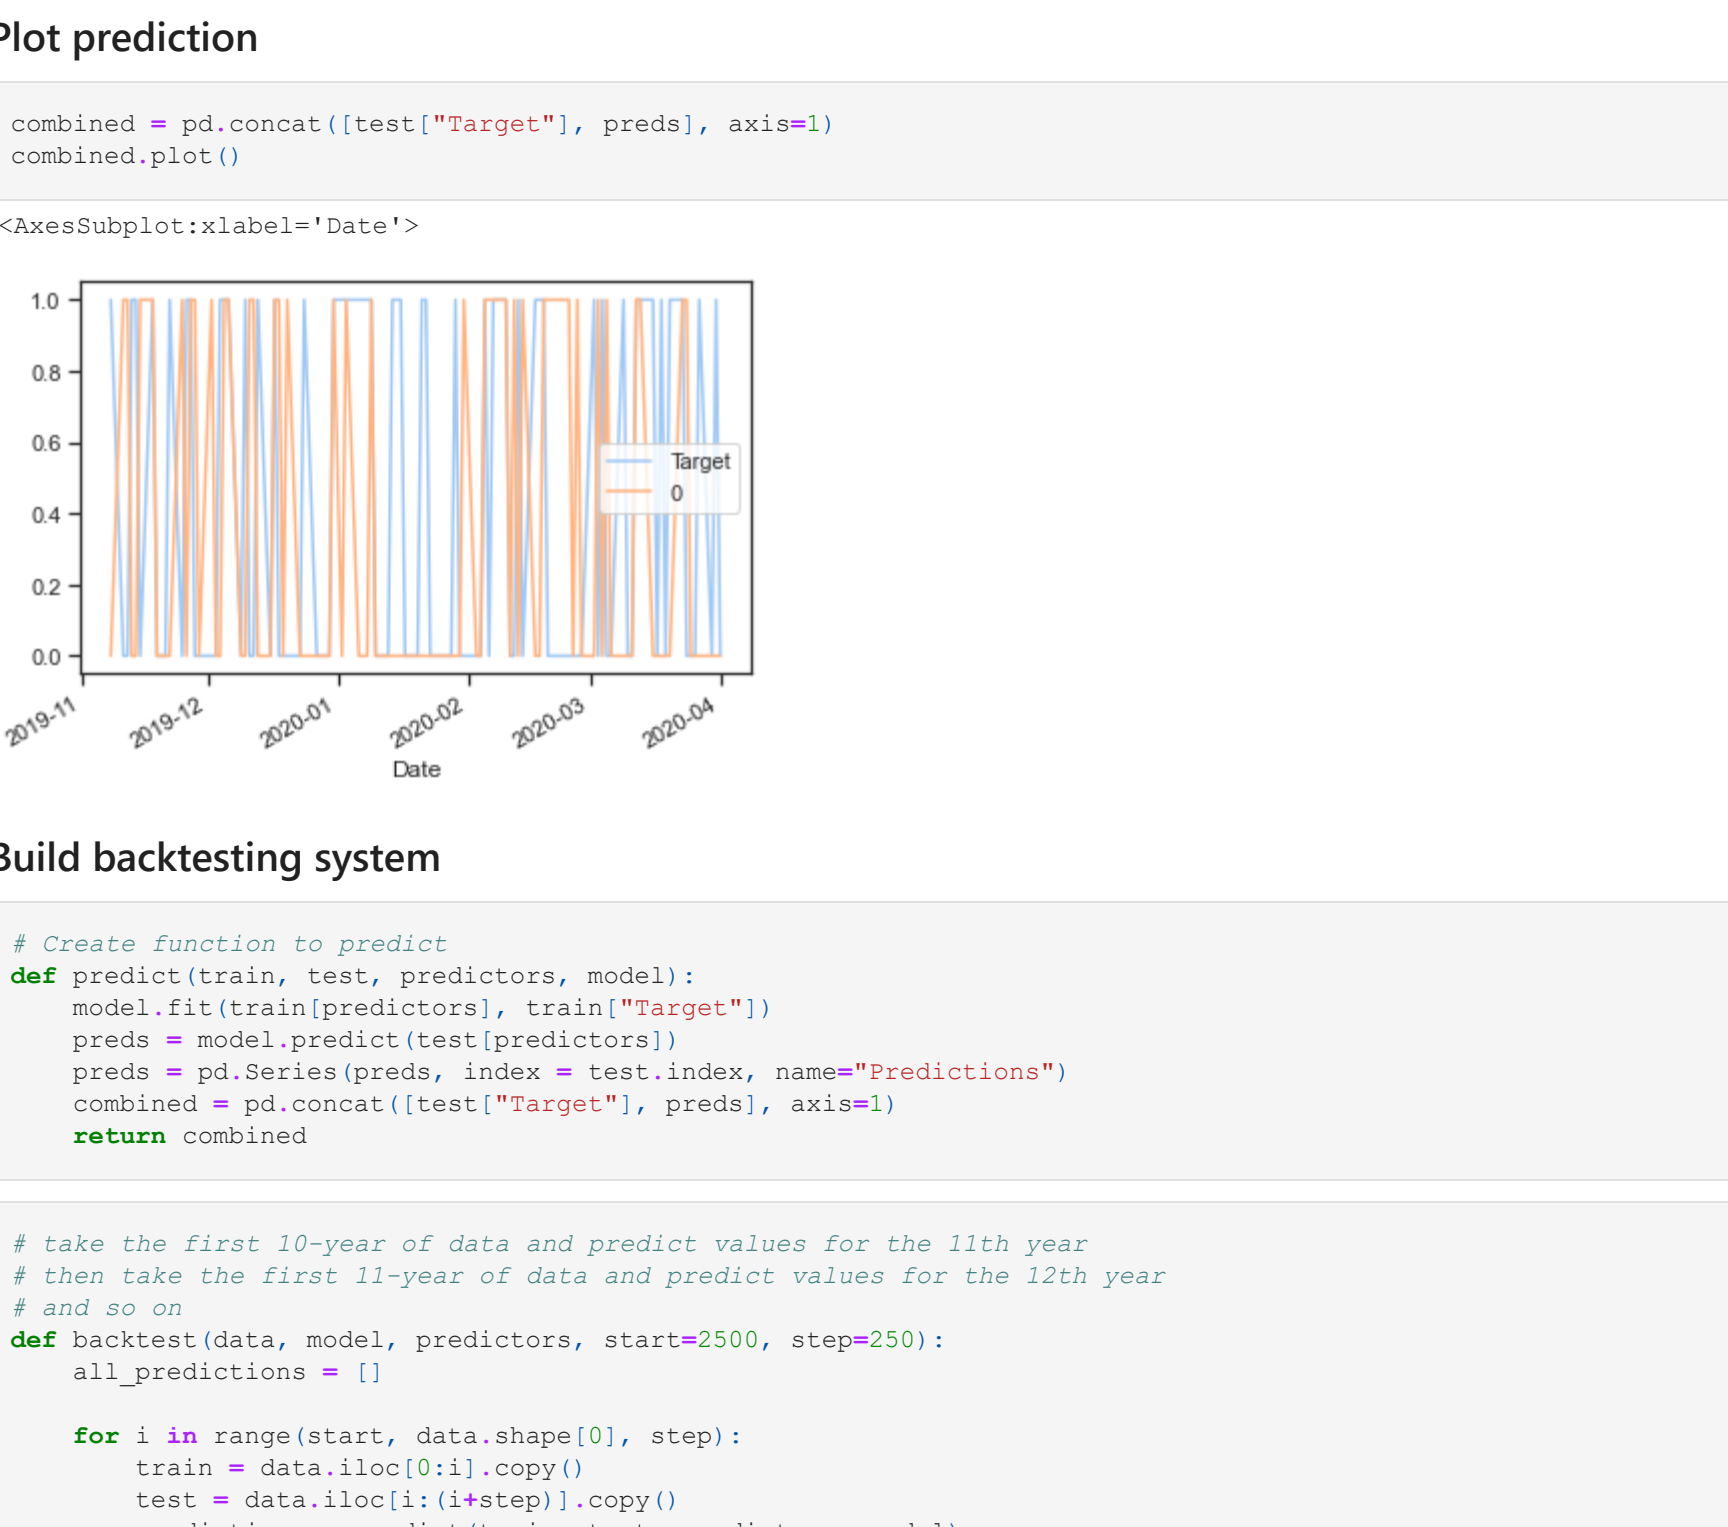 Plot prediction
combined = pd.concat([test["Target"], preds], axis=1)
combined.plot()
<AxesSubplot:xlabel='Date'>
1.0
0.8
0.6
0.4
0.2
0.0
Target
0
2019-11
2019-12
2020-01
2020-02
2020-03
2020-04
Date
Build backtesting system
# Create function to predict
def predict(train, test, predictors, model):
    model.fit(train[predictors], train["Target"])
    preds = model.predict(test[predictors])
    preds = pd.Series(preds, index = test.index, name="Predictions")
    combined = pd.concat([test["Target"], preds], axis=1)
    return combined
# take the first 10-year of data and predict values for the 11th year
# then take the first 11-year of data and predict values for the 12th year
# and so on
def backtest(data, model, predictors, start=2500, step=250):
    all_predictions = []
    for i in range(start, data.shape[0], step):
        train = data.iloc[0:i].copy()
        test = data.iloc[i:(i+step)].copy()